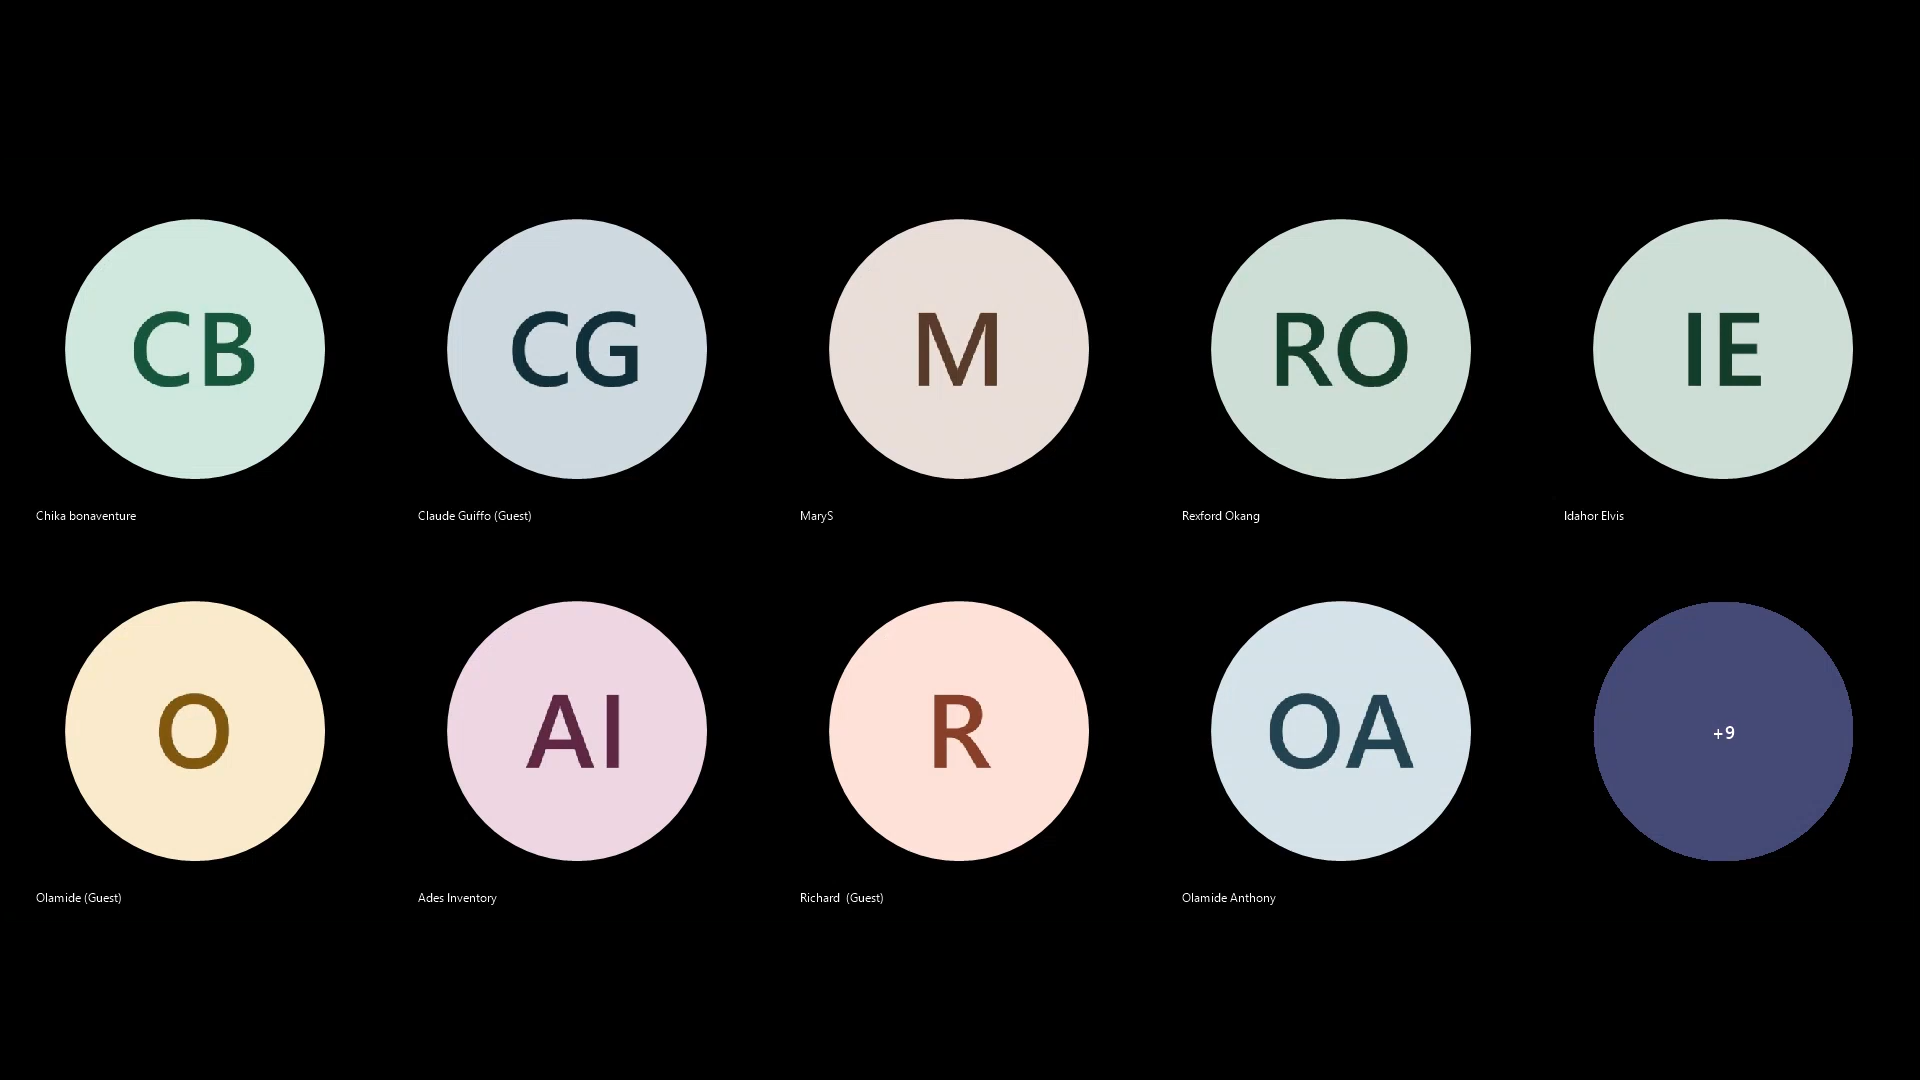 CB
CG
M
RO
IE
Chika bonaventure
Claude Guiffo (Guest)
MaryS
Rexford Okang
Idahor Elvis
O
AI
R
OA
+9
Olamide (Guest)
Ades Inventory
Richard  (Guest)
Olamide Anthony